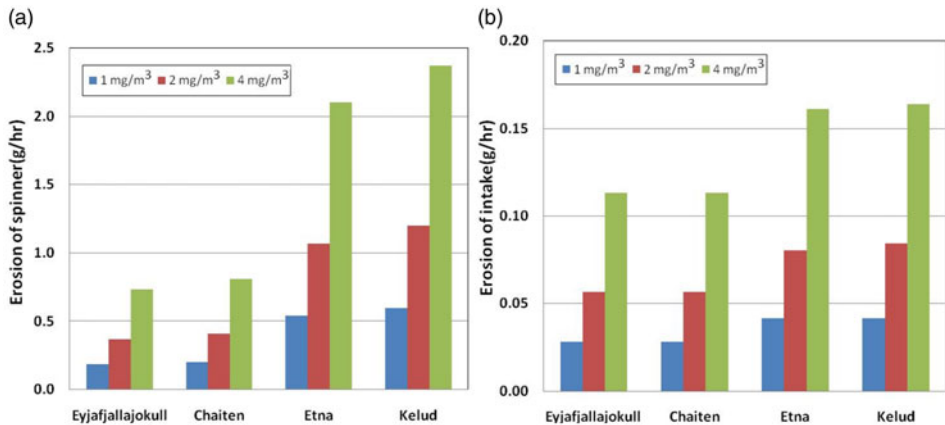 (a)
Erosion of spinner(g/hr)
2.5
2.0
1.5
1.0
0.5
0.0
1 mg/m³ 2 mg/m³ 4 mg/m³
Eyjafjallajokull Chaiten Etna Kelud
(b)
Erosion of intake(g/hr)
0.20
0.15
0.10
0.05
0.00
1 mg/m³ 2 mg/m³ 4 mg/m³
Eyjafjallajokull Chaiten Etna Kelud